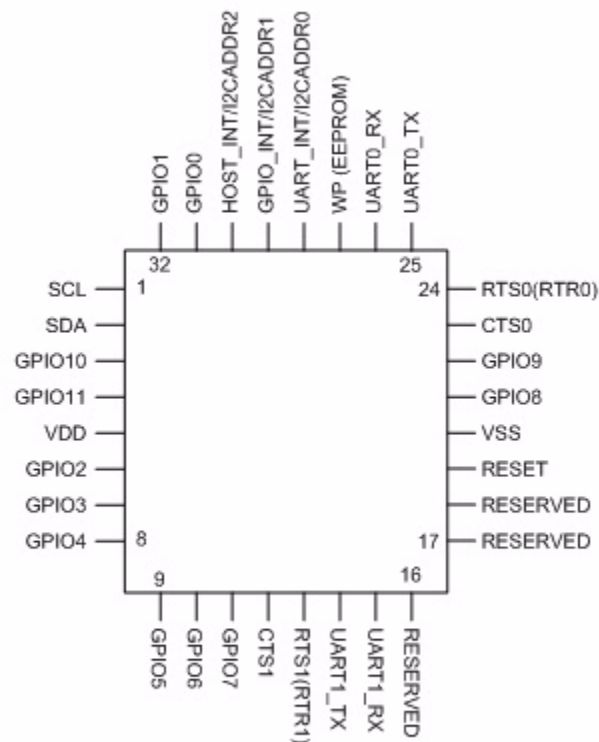 GPIO1
GPIO0
HOST_INT/I2CADDR2
GPIO_INT/I2CADDR1
UART_INT/I2CADDR0
WP (EEPROM)
UART0_RX
UART0_TX
32
25
SCL
1
24
RTS0(RTR0)
SDA
CTS0
GPIO10
GPIO9
GPIO11
GPIO8
VDD
VSS
GPIO2
RESET
GPIO3
RESERVED
GPIO4
8
17
RESERVED
9
16
GPIO5
GPIO6
GPIO7
CTS1
RTS1(RTR1)
UART1_TX
UART1_RX
RESERVED